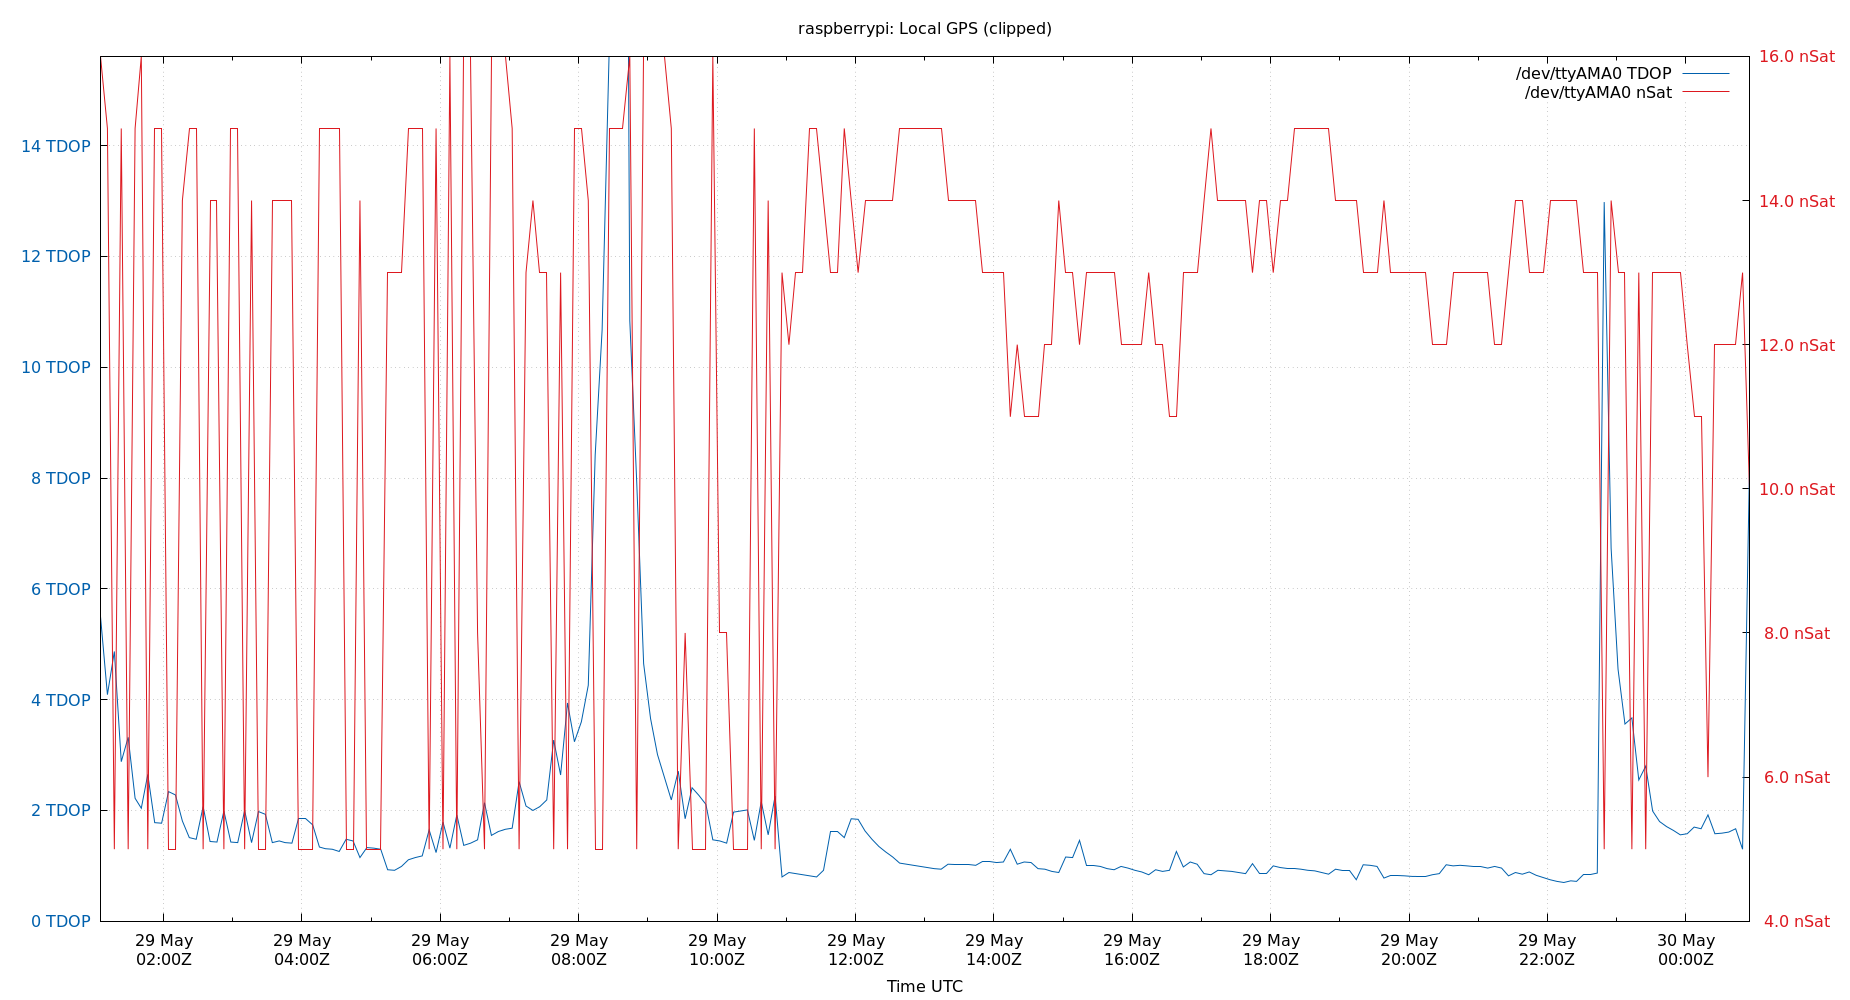 raspberrypi: Local GPS (clipped)
/dev/ttyAMA0 TDOP
/dev/ttyAMA0 nSat
14 TDOP
12 TDOP
10 TDOP
8 TDOP
6 TDOP
4 TDOP
2 TDOP
0 TDOP
16.0 nSat
14.0 nSat
12.0 nSat
10.0 nSat
8.0 nSat
6.0 nSat
4.0 nSat
29 May
02:00Z
29 May
04:00Z
29 May
06:00Z
29 May
08:00Z
29 May
10:00Z
29 May
12:00Z
29 May
14:00Z
29 May
16:00Z
29 May
18:00Z
29 May
20:00Z
29 May
22:00Z
30 May
00:00Z
Time UTC